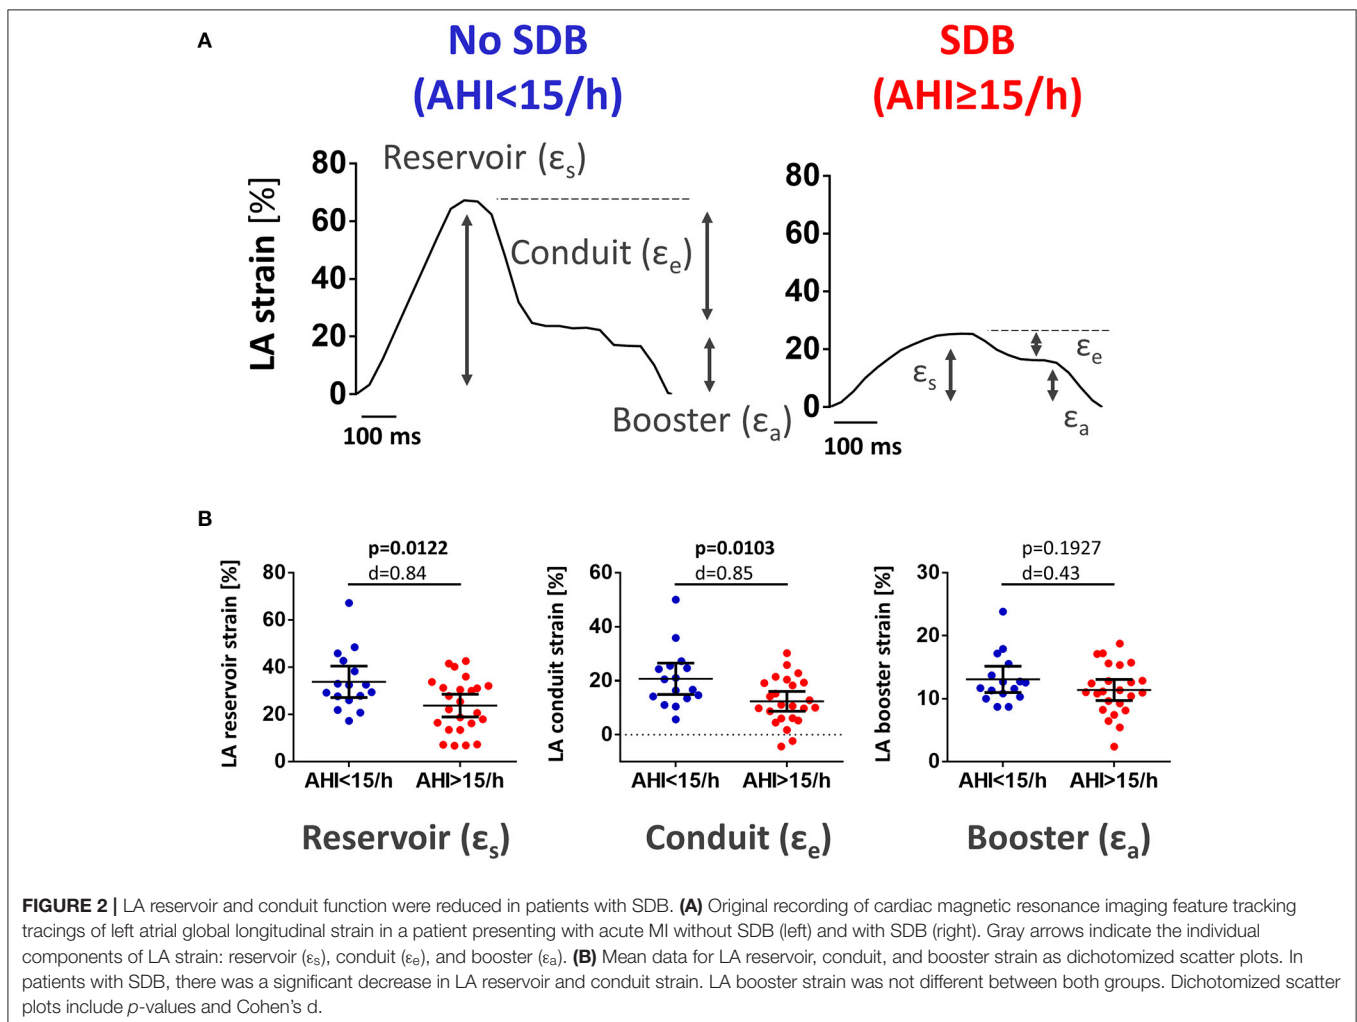 A
No SDB
(AHI<15/h)
SDB
(AHI≥15/h)
LA strain [%]
80
60
40
20
0
Reservoir (εs)
Conduit (εe)
Booster (εa)
100 ms
80
60
40
20
0
εs
εe
εa
100 ms
B
p=0.0122
d=0.84
LA reservoir strain [%]
80
60
40
20
0
AHI<15/h AHI>15/h
Reservoir (εs)
p=0.0103
d=0.85
LA conduit strain [%]
60
40
20
0
AHI<15/h AHI>15/h
Conduit (εe)
p=0.1927
d=0.43
LA booster strain [%]
30
20
10
0
AHI<15/h AHI>15/h
Booster (εa)
FIGURE 2 | LA reservoir and conduit function were reduced in patients with SDB. (A) Original recording of cardiac magnetic resonance imaging feature tracking
tracings of left atrial global longitudinal strain in a patient presenting with acute MI without SDB (left) and with SDB (right). Gray arrows indicate the individual
components of LA strain: reservoir (εs), conduit (εe), and booster (εa). (B) Mean data for LA reservoir, conduit, and booster strain as dichotomized scatter plots. In
patients with SDB, there was a significant decrease in LA reservoir and conduit strain. LA booster strain was not different between both groups. Dichotomized scatter
plots include p-values and Cohen's d.